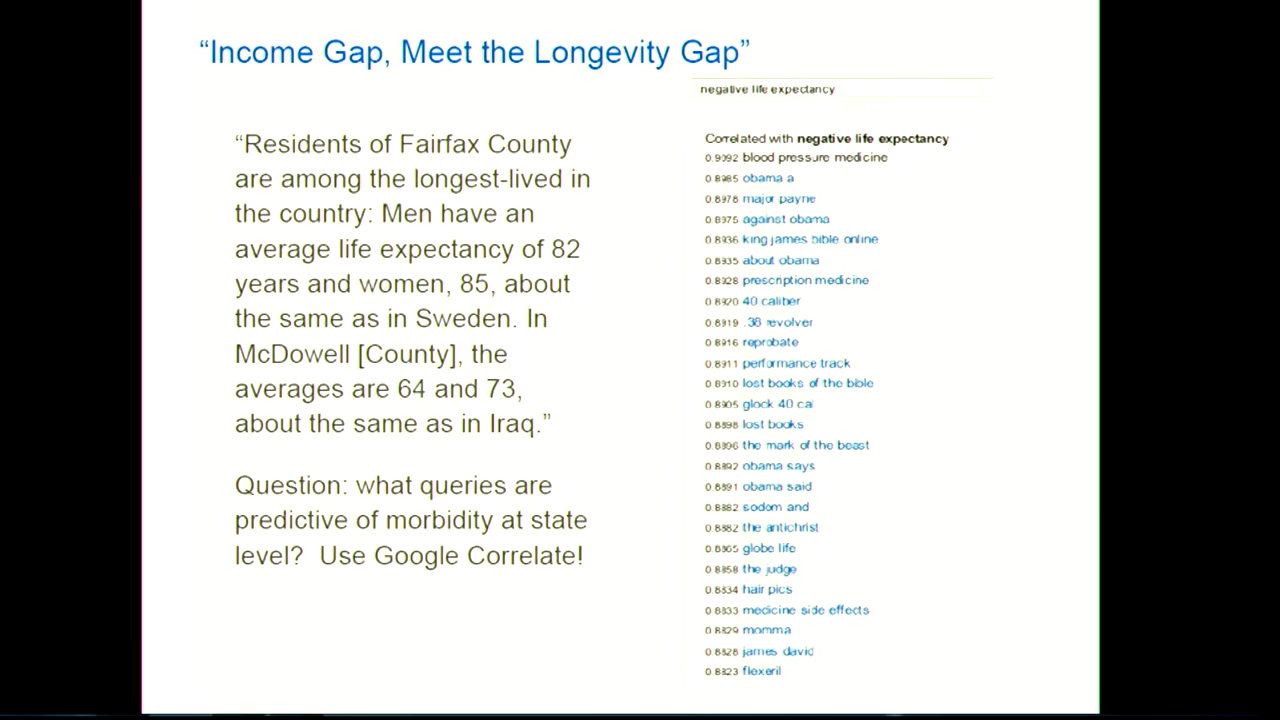 “Income Gap, Meet the Longevity Gap”
“Residents of Fairfax County
are among the longest-lived in
the country: Men have an
average life expectancy of 82
years and women, 85, about
the same as in Sweden. In
McDowell [County], the
averages are 64 and 73,
about the same as in Iraq.”
Question: what queries are
predictive of morbidity at state
level?  Use Google Correlate!
negative life expectancy
Correlated with negative life expectancy
0.9092 blood pressure medicine
0.8985 obama a
0.8978 major payne
0.8975 against obama
0.8936 king james bible online
0.8935 about obama
0.8928 prescription medicine
0.8920 40 caliber
0.8919 .38 revolver
0.8916 reprobate
0.8911 performance track
0.8910 lost books of the bible
0.8905 glock 40 cal
0.8898 lost books
0.8896 the mark of the beast
0.8892 obama says
0.8891 obama said
0.8882 sodom and
0.8882 the antichrist
0.8865 globe life
0.8858 the judge
0.8834 hair pics
0.8833 medicine side effects
0.8829 momma
0.8828 james david
0.8823 flexeril